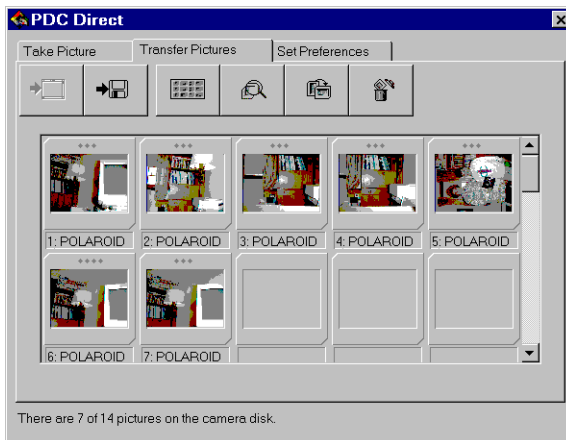 PDC Direct
Take Picture Transfer Pictures Set Preferences
1: POLAROID 2: POLAROID 3: POLAROID 4: POLAROID 5: POLAROID
6: POLAROID 7: POLAROID
There are 7 of 14 pictures on the camera disk.